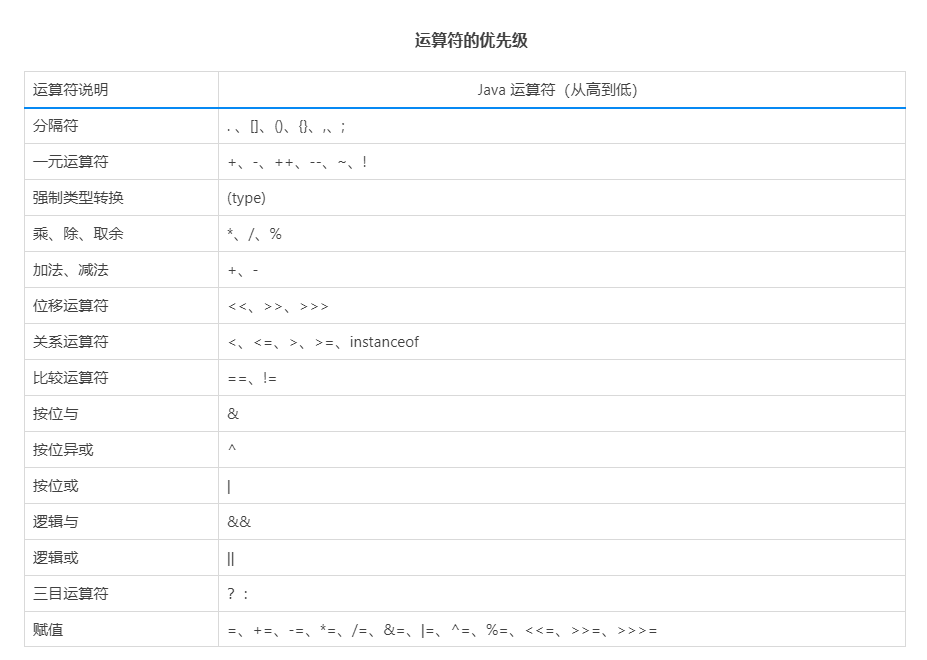 运算符的优先级
运算符说明 Java 运算符（从高到低）
分隔符 . 、[]、()、{}、,、;
一元运算符 +、-、++、--、~、!
强制类型转换 (type)
乘、除、取余 *、/、%
加法、减法 +、-
位移运算符 <<、>>、>>>
关系运算符 <、<=、>、>=、instanceof
比较运算符 ==、!=
按位与 &
按位异或 ^
按位或 |
逻辑与 &&
逻辑或 ||
三目运算符 ? :
赋值 =、+=、-=、*=、/=、&=、|=、^=、%=、<<=、>>=、>>>=